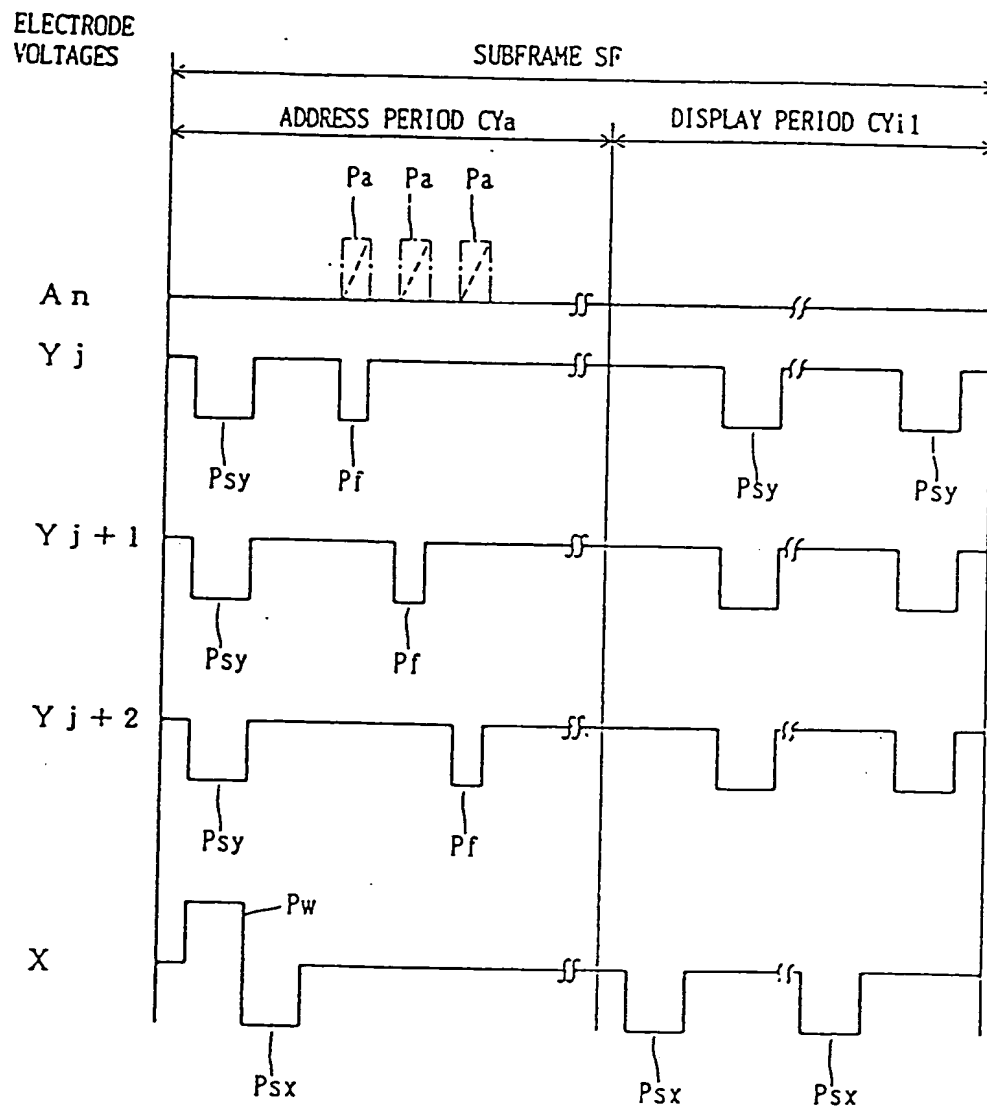 ELECTRODE
VOLTAGES
SUBFRAME SF
ADDRESS PERIOD CYa
DISPLAY PERIOD CYi1
Pa Pa Pa
An
Yj
Psy Pf Psy Psy
Yj+1
Psy Pf
Yj+2
Psy Pf
Pw
X
Psx Psx Psx